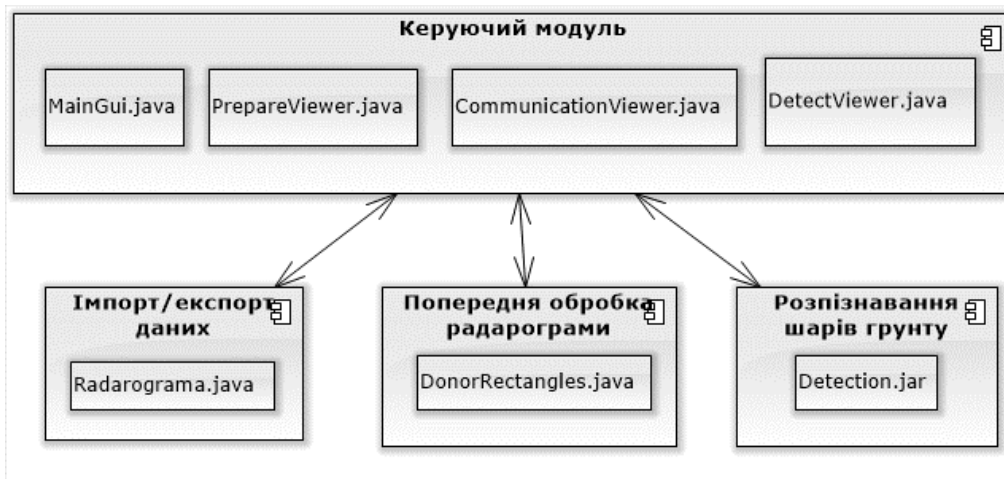 Керуючий модуль
MainGui.java
PrepareViewer.java
CommunicationViewer.java
DetectViewer.java
Імпорт/експорт
даних
Radarograma.java
Попередня обробка
радарограми
DonorRectangles.java
Розпізнавання
шарів грунту
Detection.jar